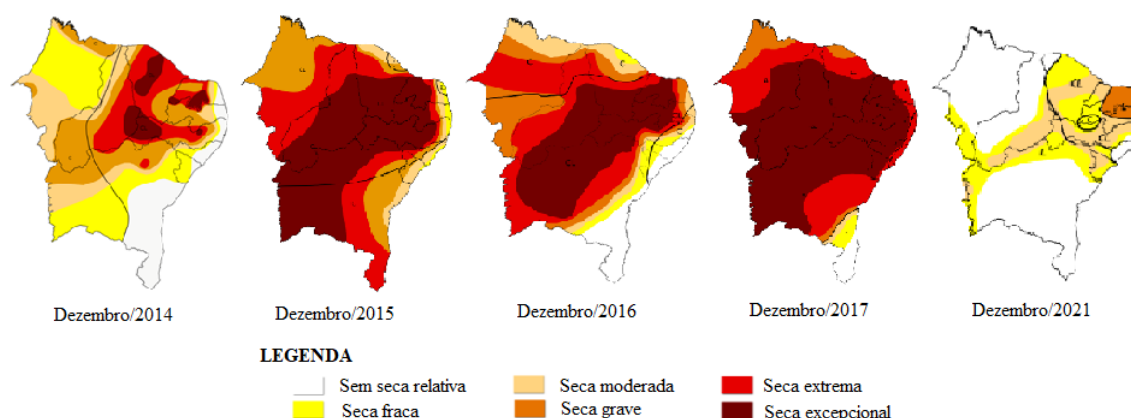 Dezembro/2014
Dezembro/2015
Dezembro/2016
Dezembro/2017
Dezembro/2021
LEGENDA
Sem seca relativa
Seca moderada
Seca extrema
Seca fraca
Seca grave
Seca excepcional